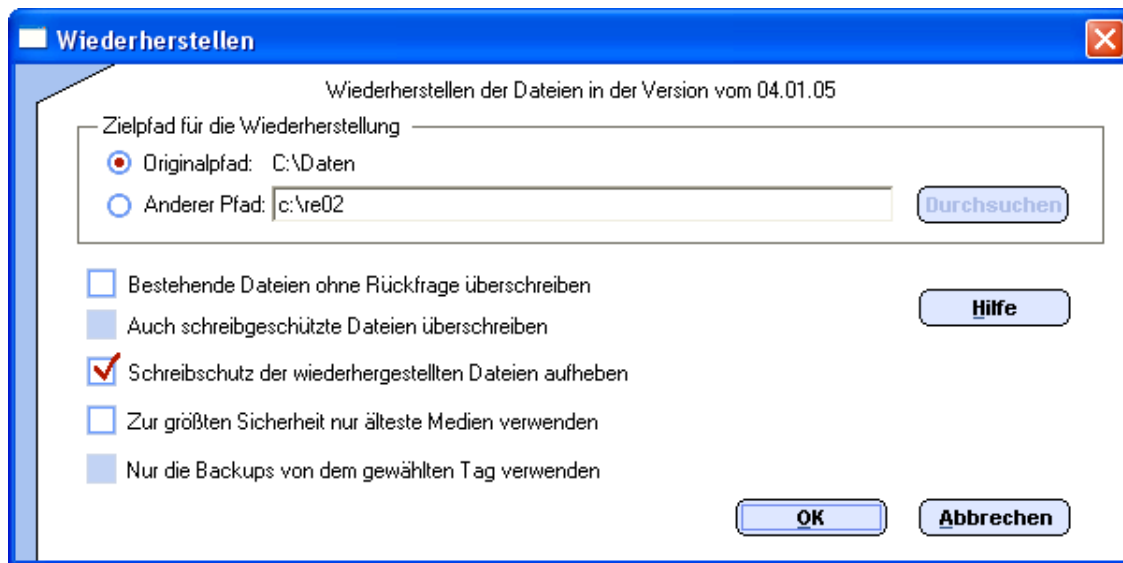 Wiederherstellen
Wiederherstellen der Dateien in der Version vom 04.01.05
Zielpfad für die Wiederherstellung
Originalpfad: C:\Daten
Anderer Pfad: c:\re02 Durchsuchen
Bestehende Dateien ohne Rückfrage überschreiben
Hilfe
Auch schreibgeschützte Dateien überschreiben
Schreibschutz der wiederhergestellten Dateien aufheben
Zur größten Sicherheit nur älteste Medien verwenden
Nur die Backups von dem gewählten Tag verwenden
OK Abbrechen